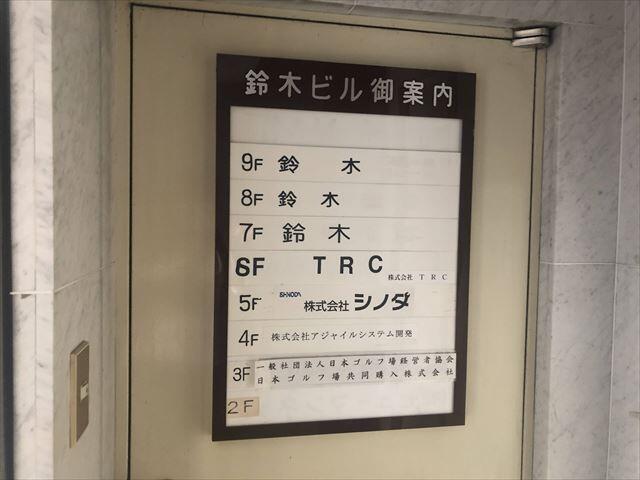 鈴木ビル御案内
9F 鈴 木
8F 鈴 木
7F 鈴 木
6F TRC 株式会社 TRC
5F SHINODA 株式会社 シノダ
4F 株式会社アジャイルシステム開発
3F 一般社団法人日本ゴルフ場経営者協会
日本ゴルフ場共同購入株式会社
2F